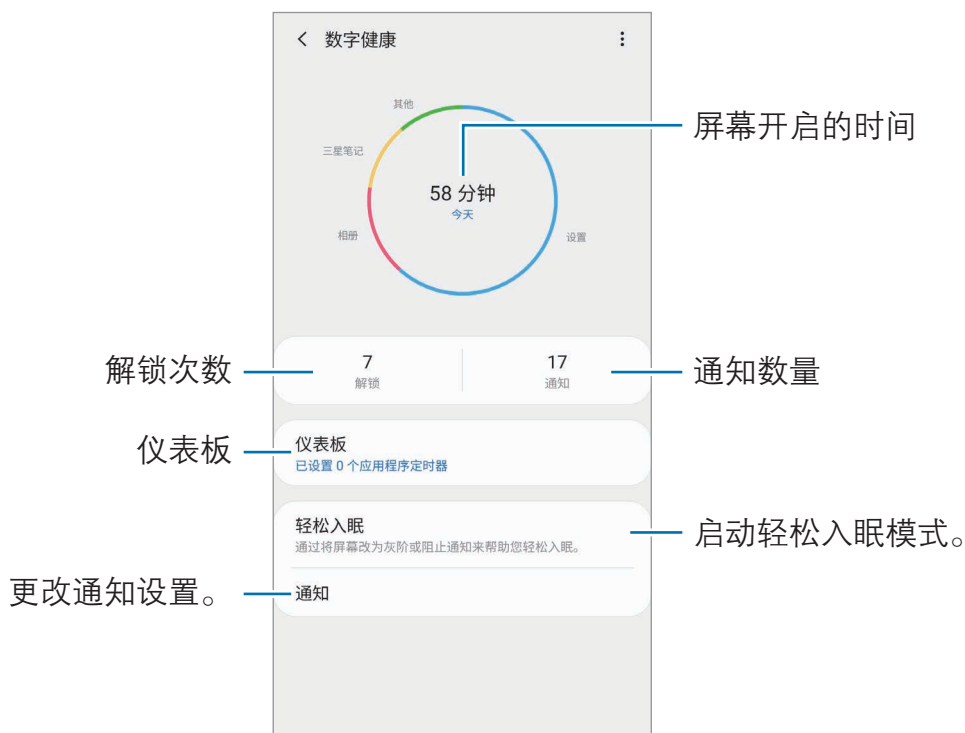 数字健康
其他
屏幕开启的时间
三星笔记
58 分钟
今天
相册
设置
解锁次数
7
解锁
17
通知
通知数量
仪表板
仪表板
已设置 0 个应用程序定时器
轻松入眠
通过将屏幕改为灰阶或阻止通知来帮助您轻松入眠。
启动轻松入眠模式。
更改通知设置。
通知